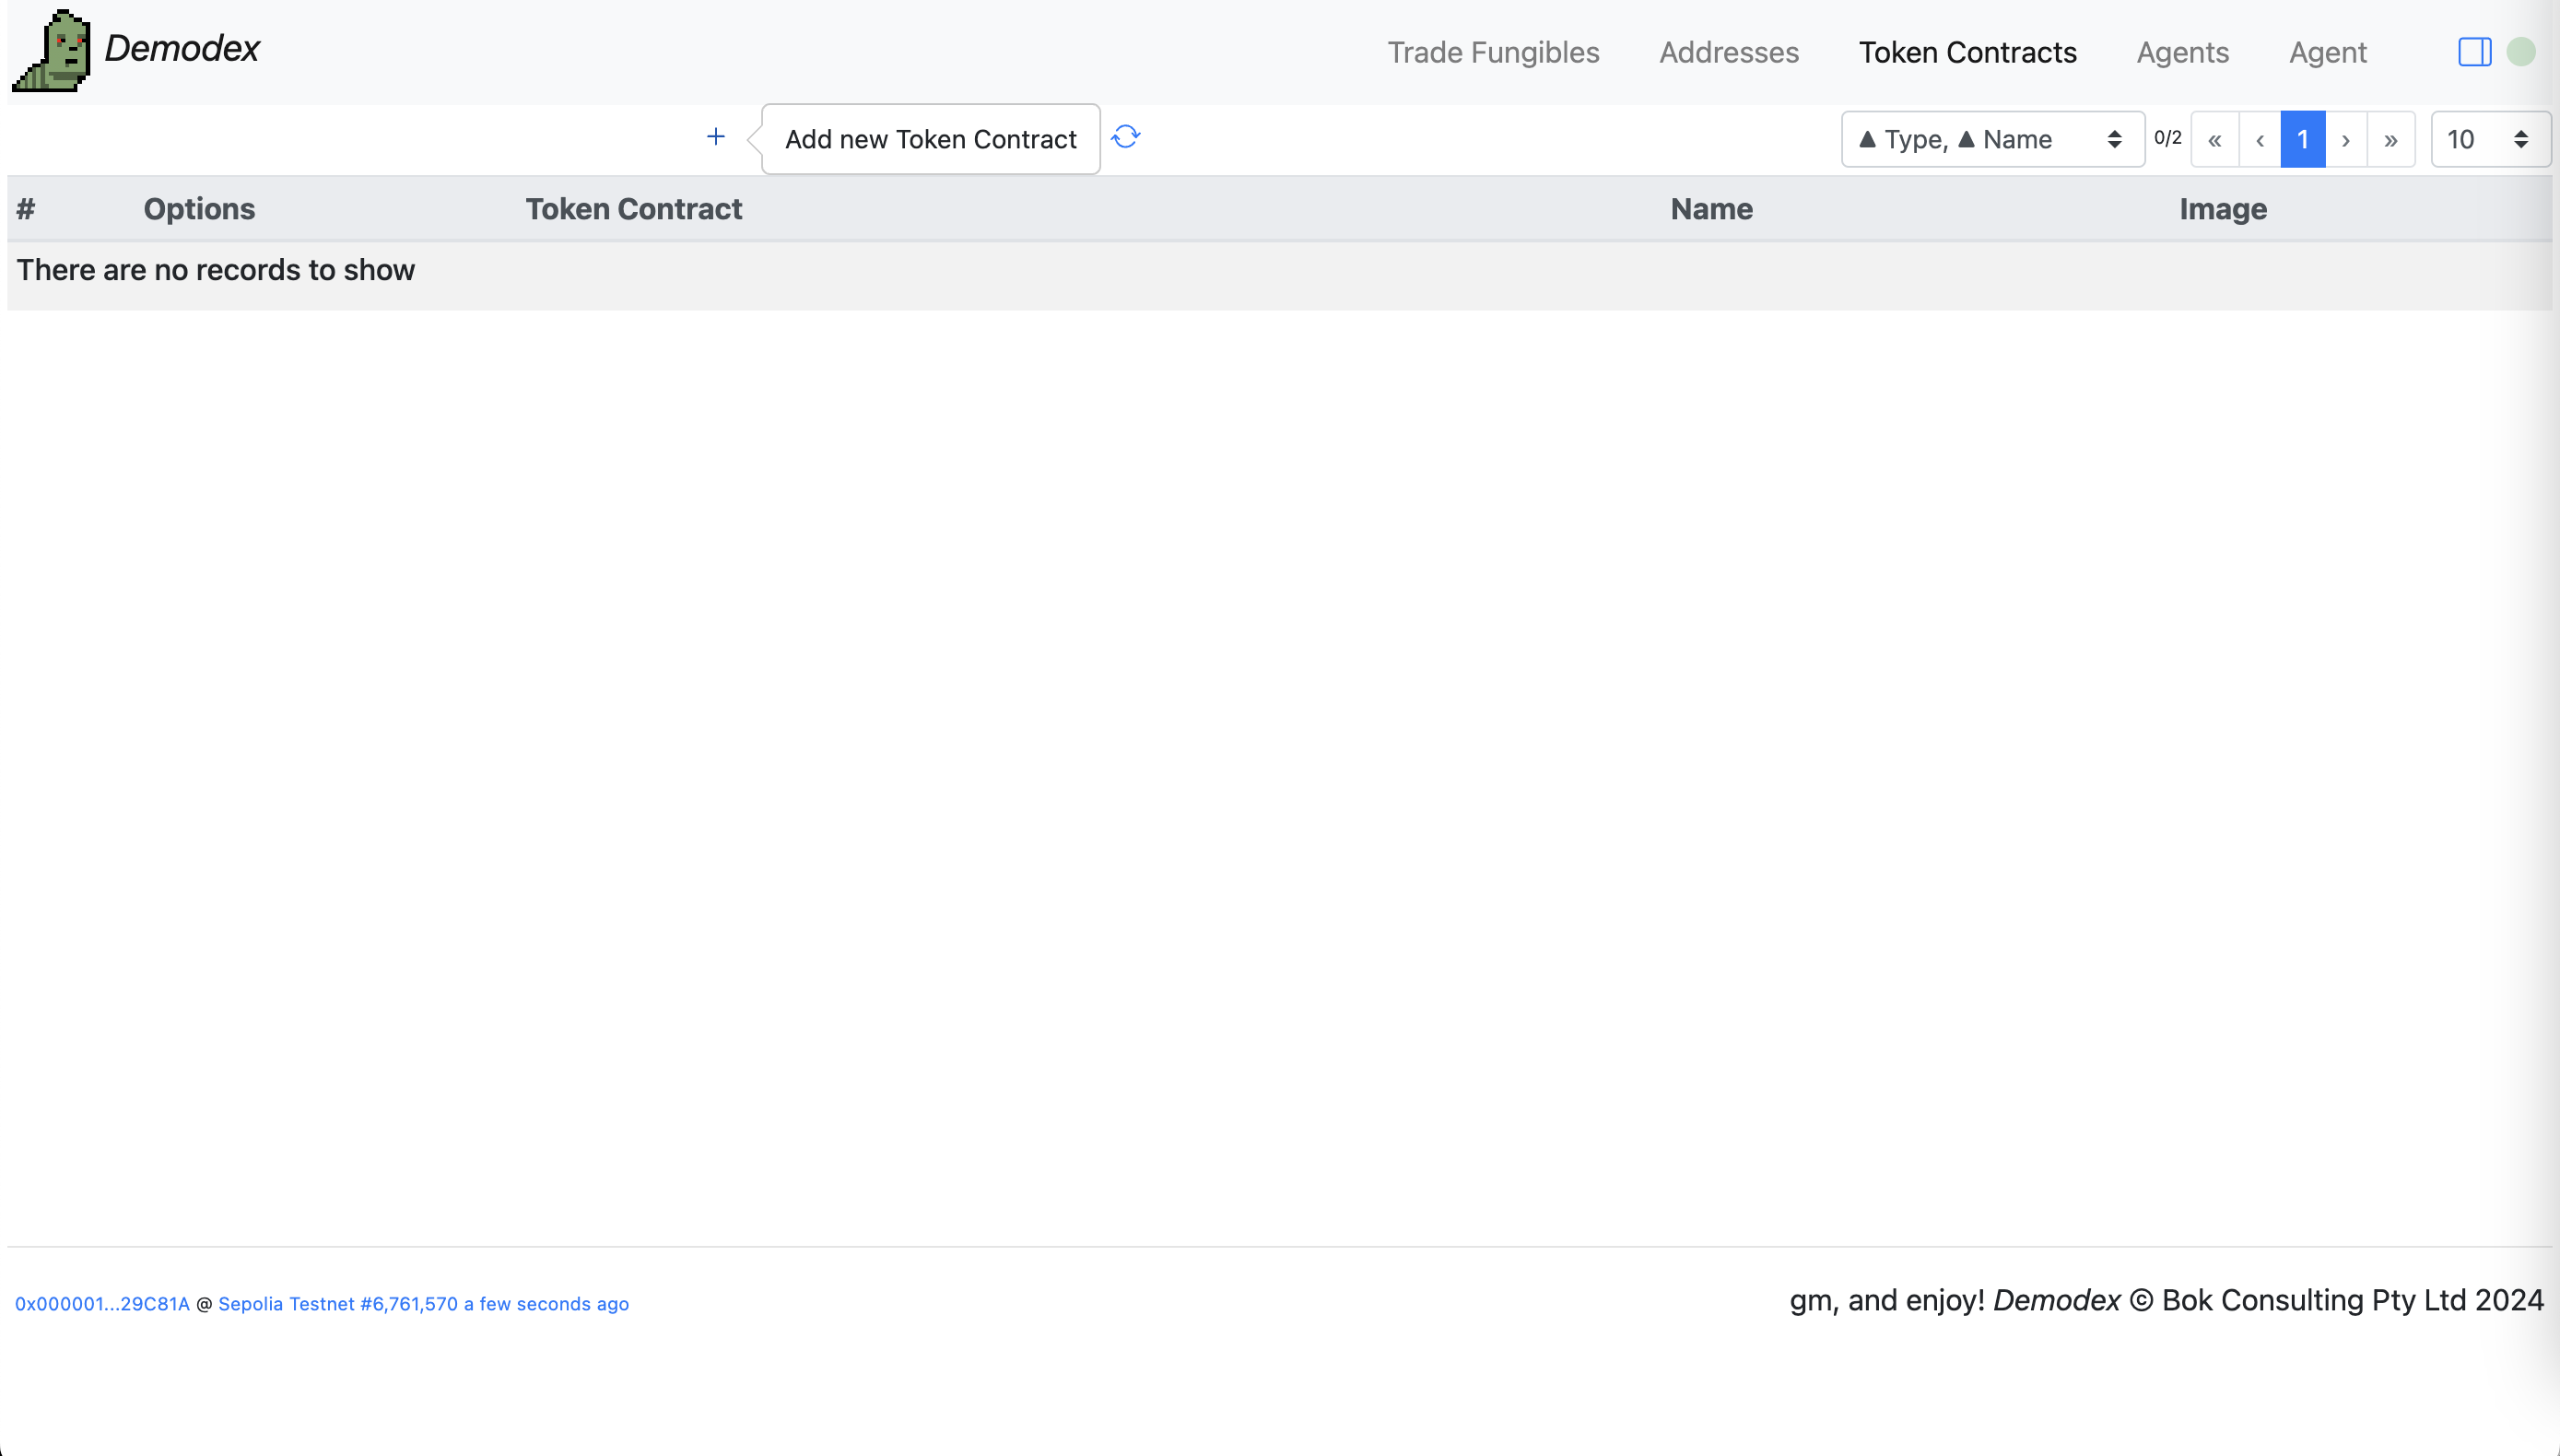 Demodex Trade Fungibles Addresses Token Contracts Agents Agent
+ Add new Token Contract ▲ Type, ▲ Name 0/2 « ‹ 1 › » 10
# Options Token Contract Name Image
There are no records to show
0x000001...29C81A @ Sepolia Testnet #6,761,570 a few seconds ago gm, and enjoy! Demodex © Bok Consulting Pty Ltd 2024